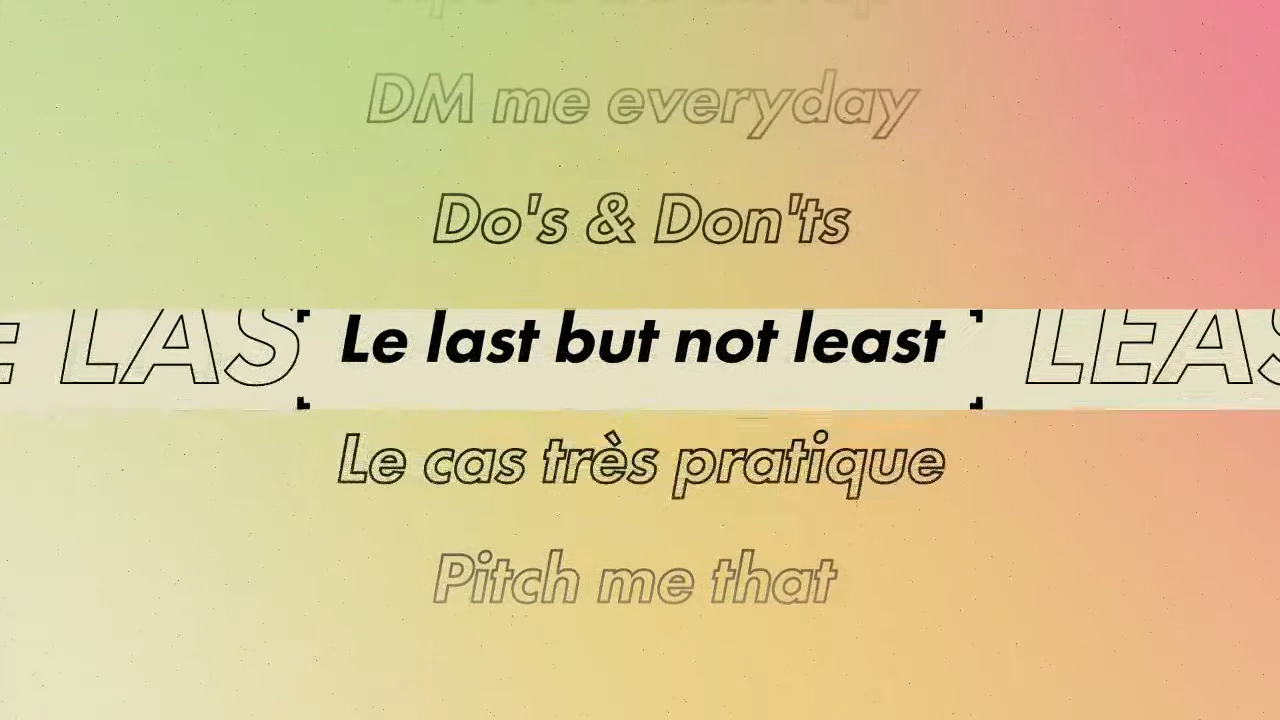 DM me everyday
Do's & Don'ts
LAS Le last but not least LEAS
Le cas très pratique
Pitch me that